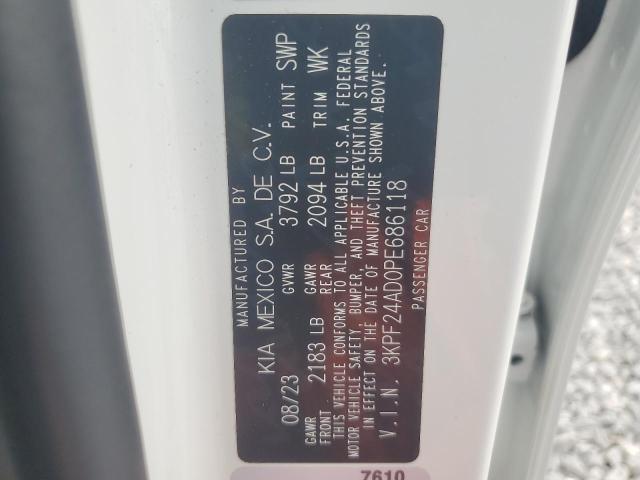 MANUFACTURED BY
KIA MEXICO S.A. DE C.V.
08/23 GVWR 3792 LB PAINT SWP
GAWR FRONT 2183 LB GAWR REAR 2094 LB TRIM WK
THIS VEHICLE CONFORMS TO ALL APPLICABLE U.S.A. FEDERAL
MOTOR VEHICLE SAFETY, BUMPER, AND THEFT PREVENTION STANDARDS
IN EFFECT ON THE DATE OF MANUFACTURE SHOWN ABOVE.
V.I.N. 3KPF24AD0PE686118
PASSENGER CAR
7610